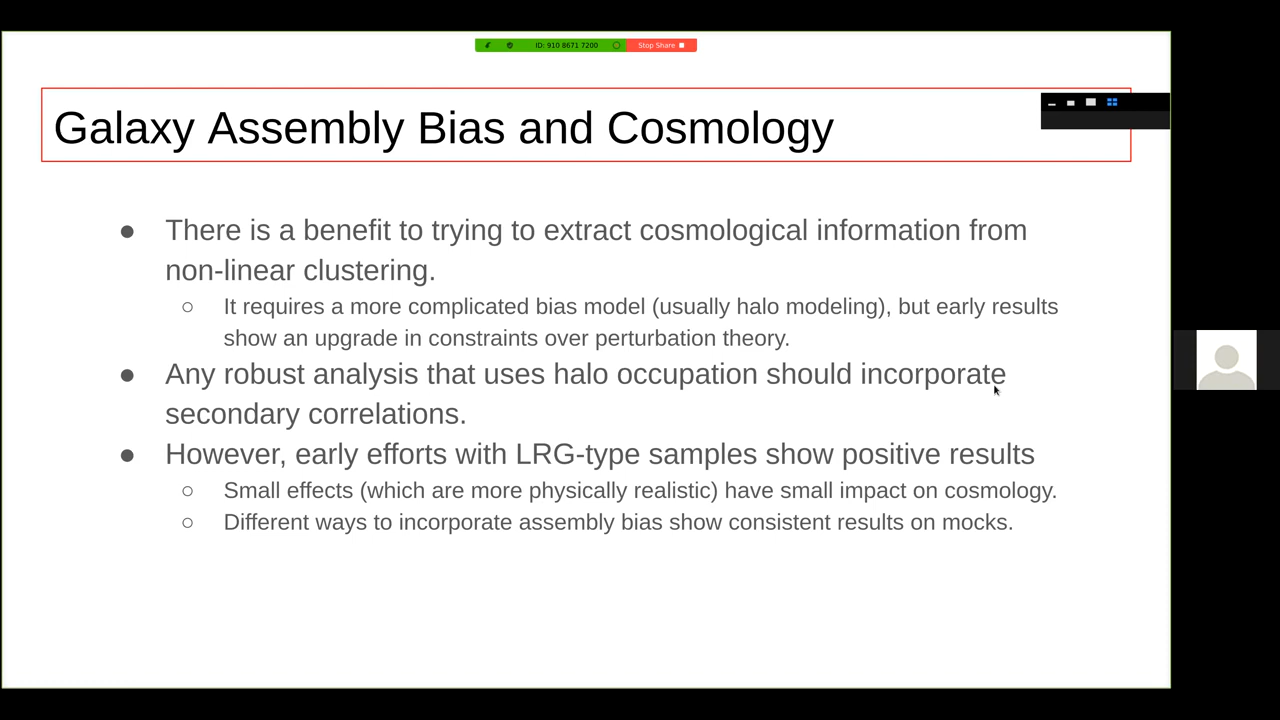 ID: 910 8671 7200 Stop Share
Galaxy Assembly Bias and Cosmology
● There is a benefit to trying to extract cosmological information from
non-linear clustering.
○ It requires a more complicated bias model (usually halo modeling), but early results
show an upgrade in constraints over perturbation theory.
● Any robust analysis that uses halo occupation should incorporate
secondary correlations.
● However, early efforts with LRG-type samples show positive results
○ Small effects (which are more physically realistic) have small impact on cosmology.
○ Different ways to incorporate assembly bias show consistent results on mocks.